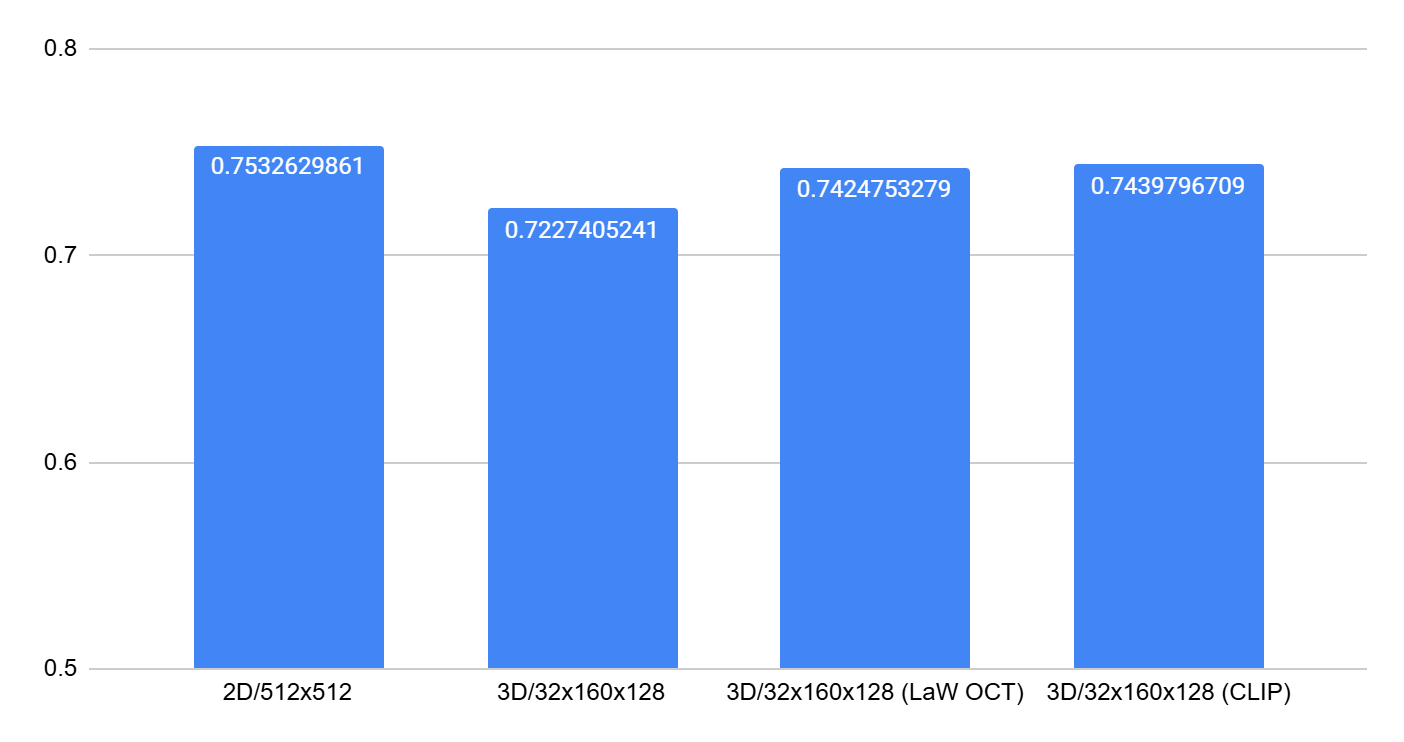 0.8
0.7532629861
0.7227405241
0.7424753279
0.7439796709
0.7
0.6
0.5
2D/512x512
3D/32x160x128
3D/32x160x128 (LaW OCT)
3D/32x160x128 (CLIP)